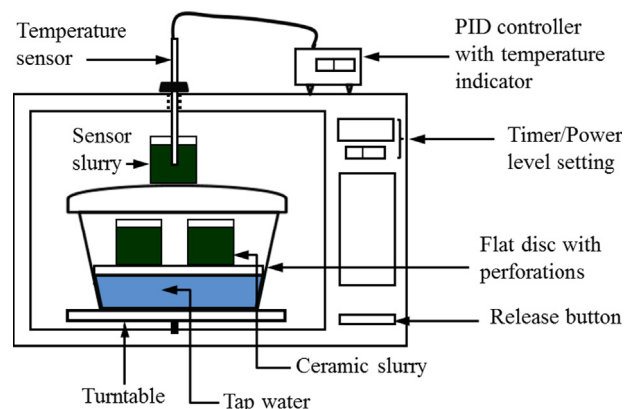 Temperature
sensor
PID controller
with temperature
indicator
Sensor
slurry
Timer/Power
level setting
Flat disc with
perforations
Release button
Ceramic slurry
Turntable
Tap water